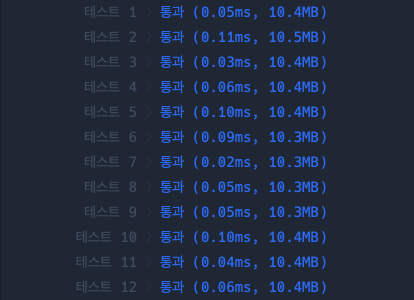 테스트 1 〉 통과 (0.05ms, 10.4MB)
테스트 2 〉 통과 (0.11ms, 10.5MB)
테스트 3 〉 통과 (0.03ms, 10.4MB)
테스트 4 〉 통과 (0.06ms, 10.4MB)
테스트 5 〉 통과 (0.10ms, 10.4MB)
테스트 6 〉 통과 (0.09ms, 10.3MB)
테스트 7 〉 통과 (0.02ms, 10.3MB)
테스트 8 〉 통과 (0.05ms, 10.3MB)
테스트 9 〉 통과 (0.05ms, 10.3MB)
테스트 10 〉 통과 (0.10ms, 10.4MB)
테스트 11 〉 통과 (0.04ms, 10.4MB)
테스트 12 〉 통과 (0.06ms, 10.4MB)